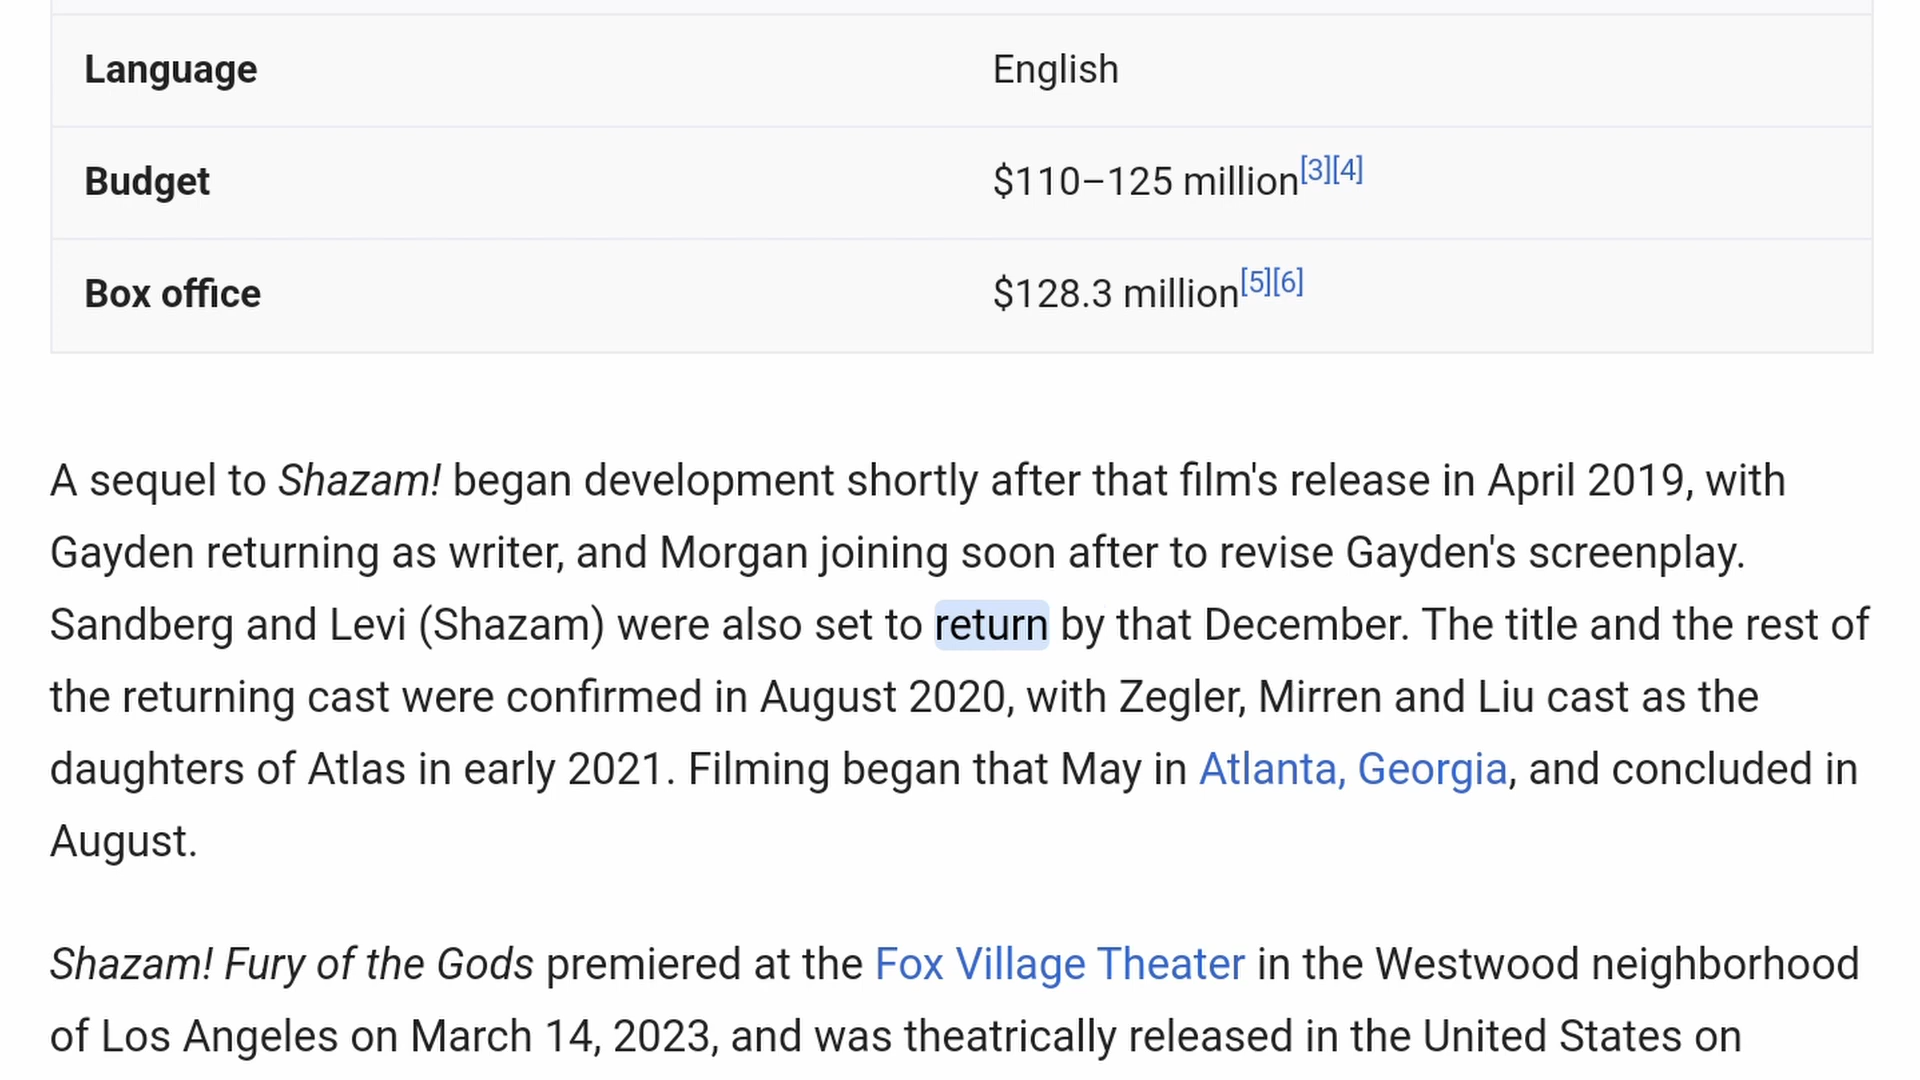 Language English
Budget $110–125 million[3][4]
Box office $128.3 million[5][6]
A sequel to Shazam! began development shortly after that film's release in April 2019, with
Gayden returning as writer, and Morgan joining soon after to revise Gayden's screenplay.
Sandberg and Levi (Shazam) were also set to return by that December. The title and the rest of
the returning cast were confirmed in August 2020, with Zegler, Mirren and Liu cast as the
daughters of Atlas in early 2021. Filming began that May in Atlanta, Georgia, and concluded in
August.
Shazam! Fury of the Gods premiered at the Fox Village Theater in the Westwood neighborhood
of Los Angeles on March 14, 2023, and was theatrically released in the United States on